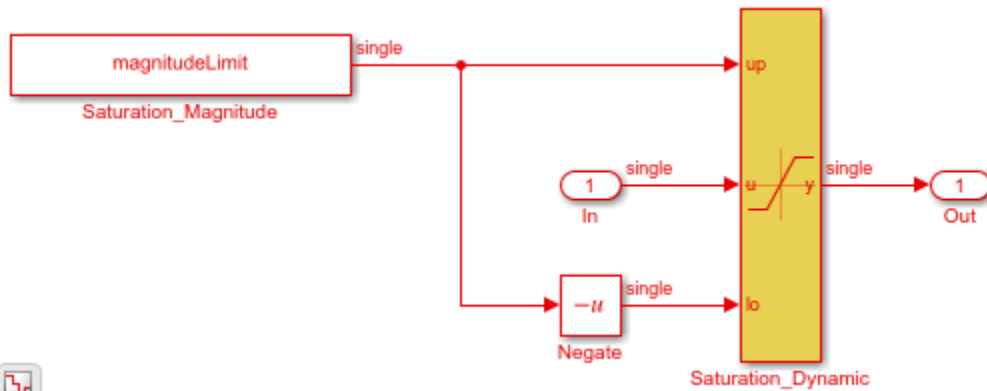 single
magnitudeLimit
up
Saturation_Magnitude
single
single
1
u
y
1
In
Out
single
−u
lo
Negate
Saturation_Dynamic